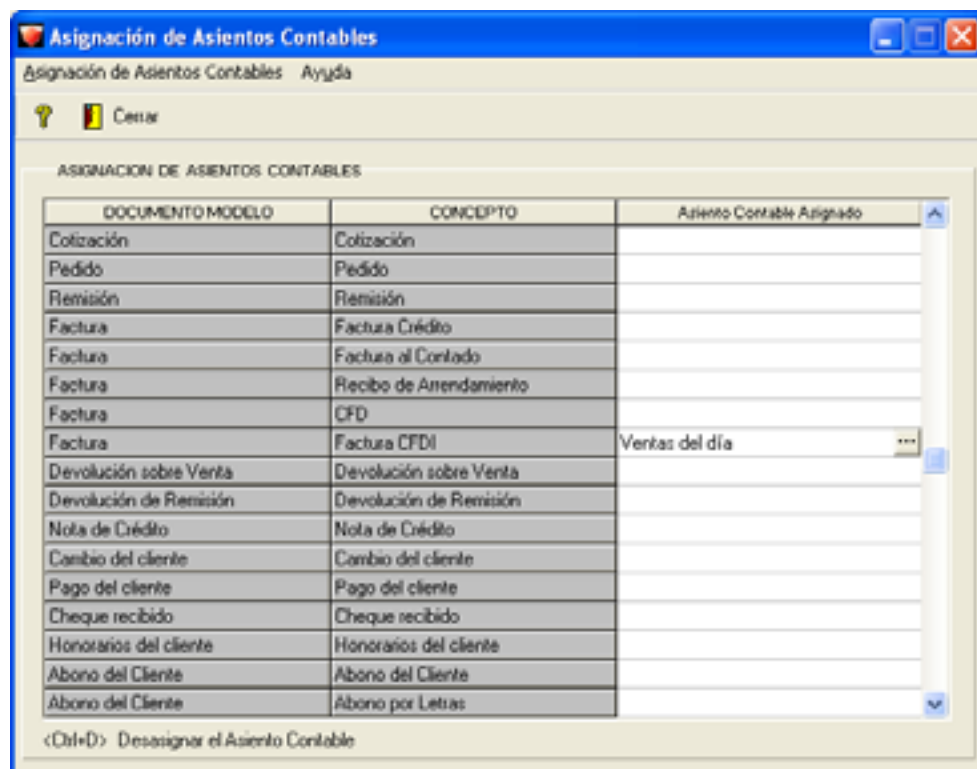 Asignación de Asientos Contables
Asignación de Asientos Contables Ayuda
Cerrar
ASIGNACION DE ASIENTOS CONTABLES
DOCUMENTO MODELO CONCEPTO Asiento Contable Asignado
Cotización Cotización
Pedido Pedido
Remisión Remisión
Factura Factura Crédito
Factura Factura al Contado
Factura Recibo de Arrendamiento
Factura CFD
Factura Factura CFDI Ventas del día ...
Devolución sobre Venta Devolución sobre Venta
Devolución de Remisión Devolución de Remisión
Nota de Crédito Nota de Crédito
Cambio del cliente Cambio del cliente
Pago del cliente Pago del cliente
Cheque recibido Cheque recibido
Honorarios del cliente Honorarios del cliente
Abono del Cliente Abono del Cliente
Abono del Cliente Abono por Letras
<Ctrl+D> Desasignar el Asiento Contable